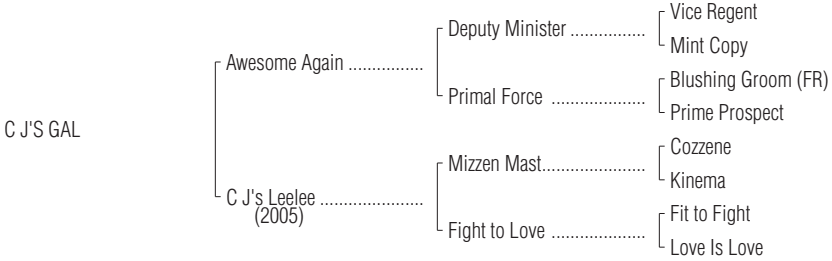 Vice Regent
Deputy Minister ................
Mint Copy
Awesome Again ................
Blushing Groom (FR)
Primal Force ....................
Prime Prospect
C J'S GAL
Cozzene
Mizzen Mast......................
Kinema
C J's Leelee ......................
(2005)
Fit to Fight
Fight to Love ....................
Love Is Love